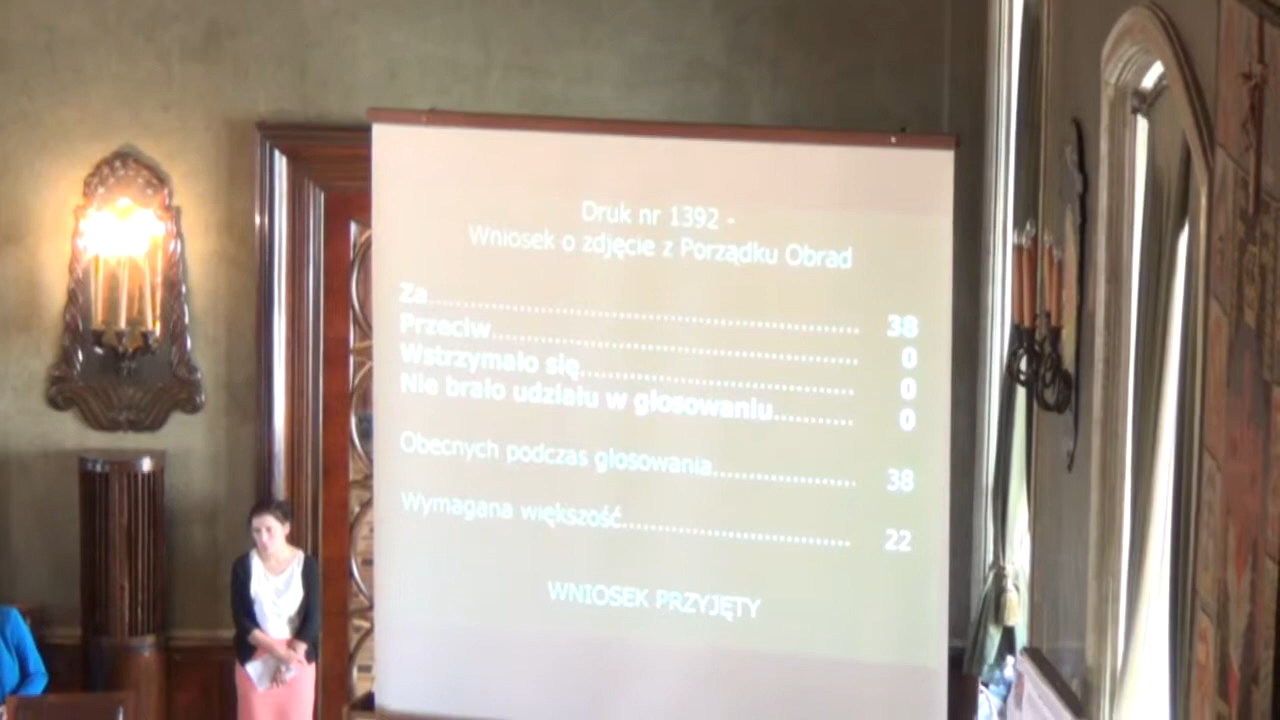 Druk nr 1392 -
Wniosek o zdjęcie z Porządku Obrad
Za.......................................................................... 38
Przeciw................................................................ 0
Wstrzymało się................................................. 0
Nie brało udziału w głosowaniu............. 0
Obecnych podczas głosowania....................... 38
Wymagana większość..................................... 22
WNIOSEK PRZYJĘTY